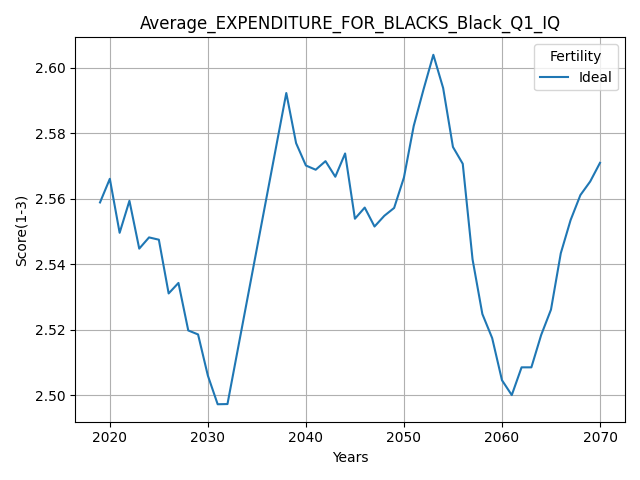 Average_EXPENDITURE_FOR_BLACKS_Black_Q1_IQ
Fertility
Ideal
Score(1-3)
2.60
2.58
2.56
2.54
2.52
2.50
2020 2030 2040 2050 2060 2070
Years